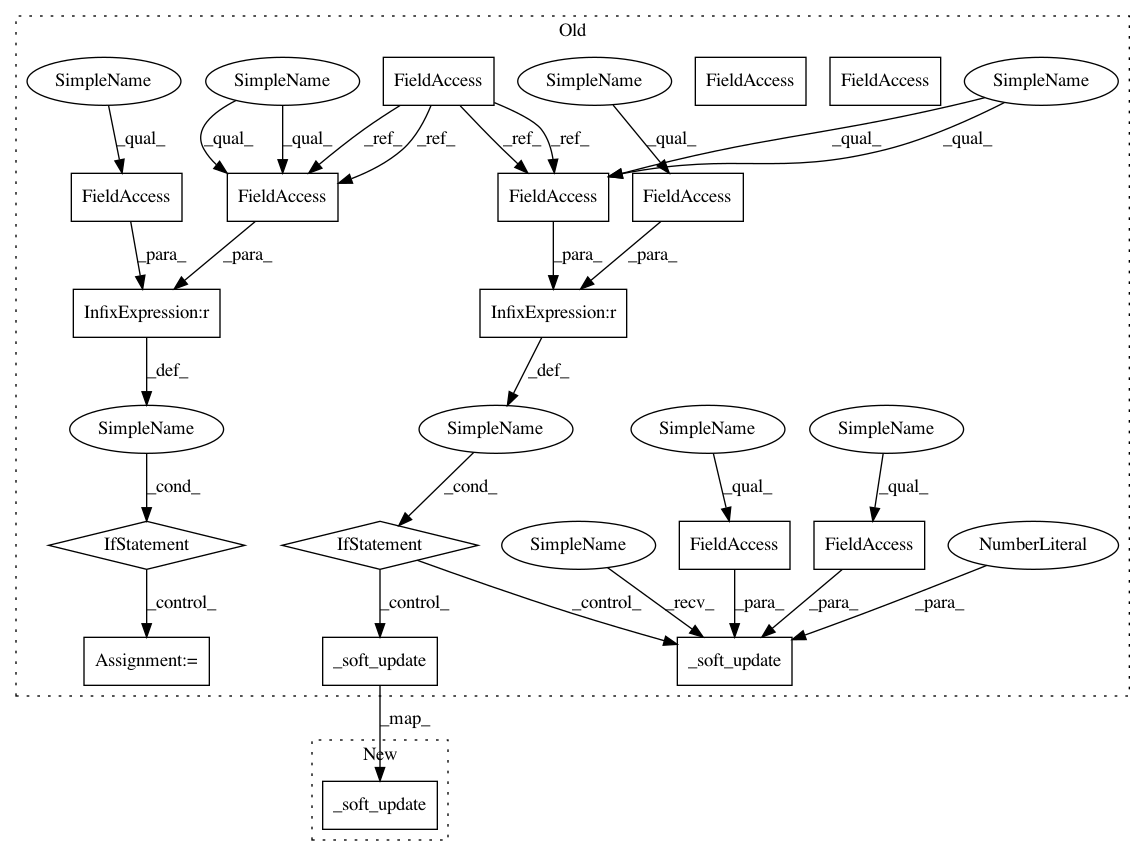 Old
SimpleName
SimpleName
FieldAccess
SimpleName
FieldAccess
FieldAccess
SimpleName
_qual_
_qual_
_qual_
_ref_
_ref_
_ref_
_ref_
_qual_
_qual_
_qual_
FieldAccess
FieldAccess
FieldAccess
FieldAccess
_para_
_para_
_para_
_para_
InfixExpression:r
InfixExpression:r
_def_
_def_
SimpleName
SimpleName
SimpleName
SimpleName
_cond_
_cond_
_qual_
_qual_
IfStatement
IfStatement
SimpleName
FieldAccess
FieldAccess
NumberLiteral
_control_
_control_
_control_
_recv_
_para_
_para_
_para_
Assignment:=
_soft_update
_soft_update
_map_
New
_soft_update